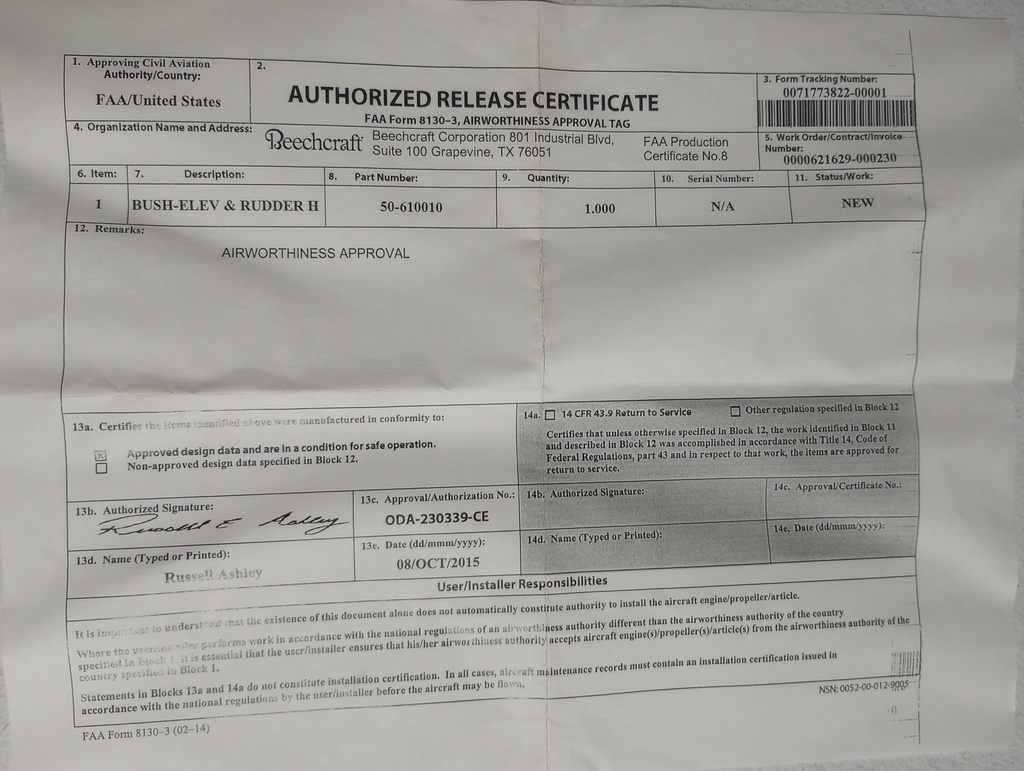 1. Approving Civil Aviation
Authority/Country:
FAA/United States
2.
AUTHORIZED RELEASE CERTIFICATE
FAA Form 8130–3, AIRWORTHINESS APPROVAL TAG
3. Form Tracking Number:
0071773822-00001
4. Organization Name and Address:
Beechcraft
Beechcraft Corporation 801 Industrial Blvd,
Suite 100 Grapevine, TX 76051
FAA Production
Certificate No.8
5. Work Order/Contract/Invoice
Number:
0000621629-000230
6. Item: 7. Description: 8. Part Number: 9. Quantity: 10. Serial Number: 11. Status/Work:
1 BUSH-ELEV & RUDDER H 50-610010 1.000 N/A NEW
12. Remarks:
AIRWORTHINESS APPROVAL
13a. Certifies the items identified above were manufactured in conformity to:
Approved design data and are in a condition for safe operation.
Non-approved design data specified in Block 12.
14a. 14 CFR 43.9 Return to Service Other regulation specified in Block 12
Certifies that unless otherwise specified in Block 12, the work identified in Block 11
and described in Block 12 was accomplished in accordance with Title 14, Code of
Federal Regulations, part 43 and in respect to that work, the items are approved for
return to service.
13b. Authorized Signature:
Russell E Ashley
13c. Approval/Authorization No.:
ODA-230339-CE
14b. Authorized Signature:
14c. Approval/Certificate No.:
13d. Name (Typed or Printed):
Russell Ashley
13e. Date (dd/mmm/yyyy):
08/OCT/2015
14d. Name (Typed or Printed):
14e. Date (dd/mmm/yyyy):
User/Installer Responsibilities
It is important to understand that the existence of this document alone does not automatically constitute authority to install the aircraft engine/propeller/article.
Where the user/installer performs work in accordance with the national regulations of an airworthiness authority different than the airworthiness authority of the country
specified in Block 1, it is essential that the user/installer ensures that his/her airworthiness authority accepts aircraft engine(s)/propeller(s)/article(s) from the airworthiness authority of the
country specified in Block 1.
Statements in Blocks 13a and 14a do not constitute installation certification. In all cases, aircraft maintenance records must contain an installation certification issued in
accordance with the national regulations by the user/installer before the aircraft may be flown.
FAA Form 8130–3 (02–14)
NSN: 0052-00-012-9005